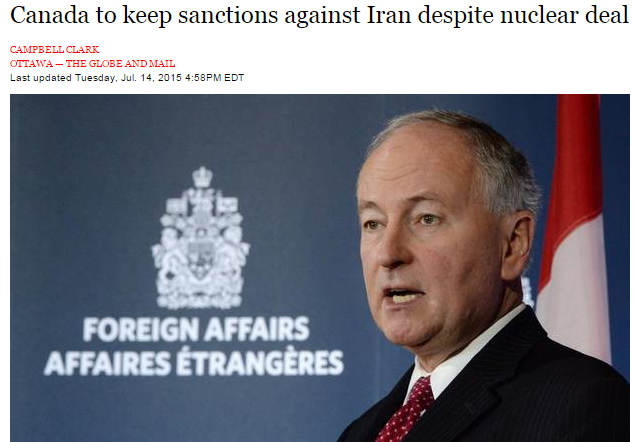 Canada to keep sanctions against Iran despite nuclear deal
CAMPBELL CLARK
OTTAWA — THE GLOBE AND MAIL
Last updated Tuesday, Jul. 14, 2015 4:58PM EDT
FOREIGN AFFAIRS
AFFAIRES ÉTRANGÈRES